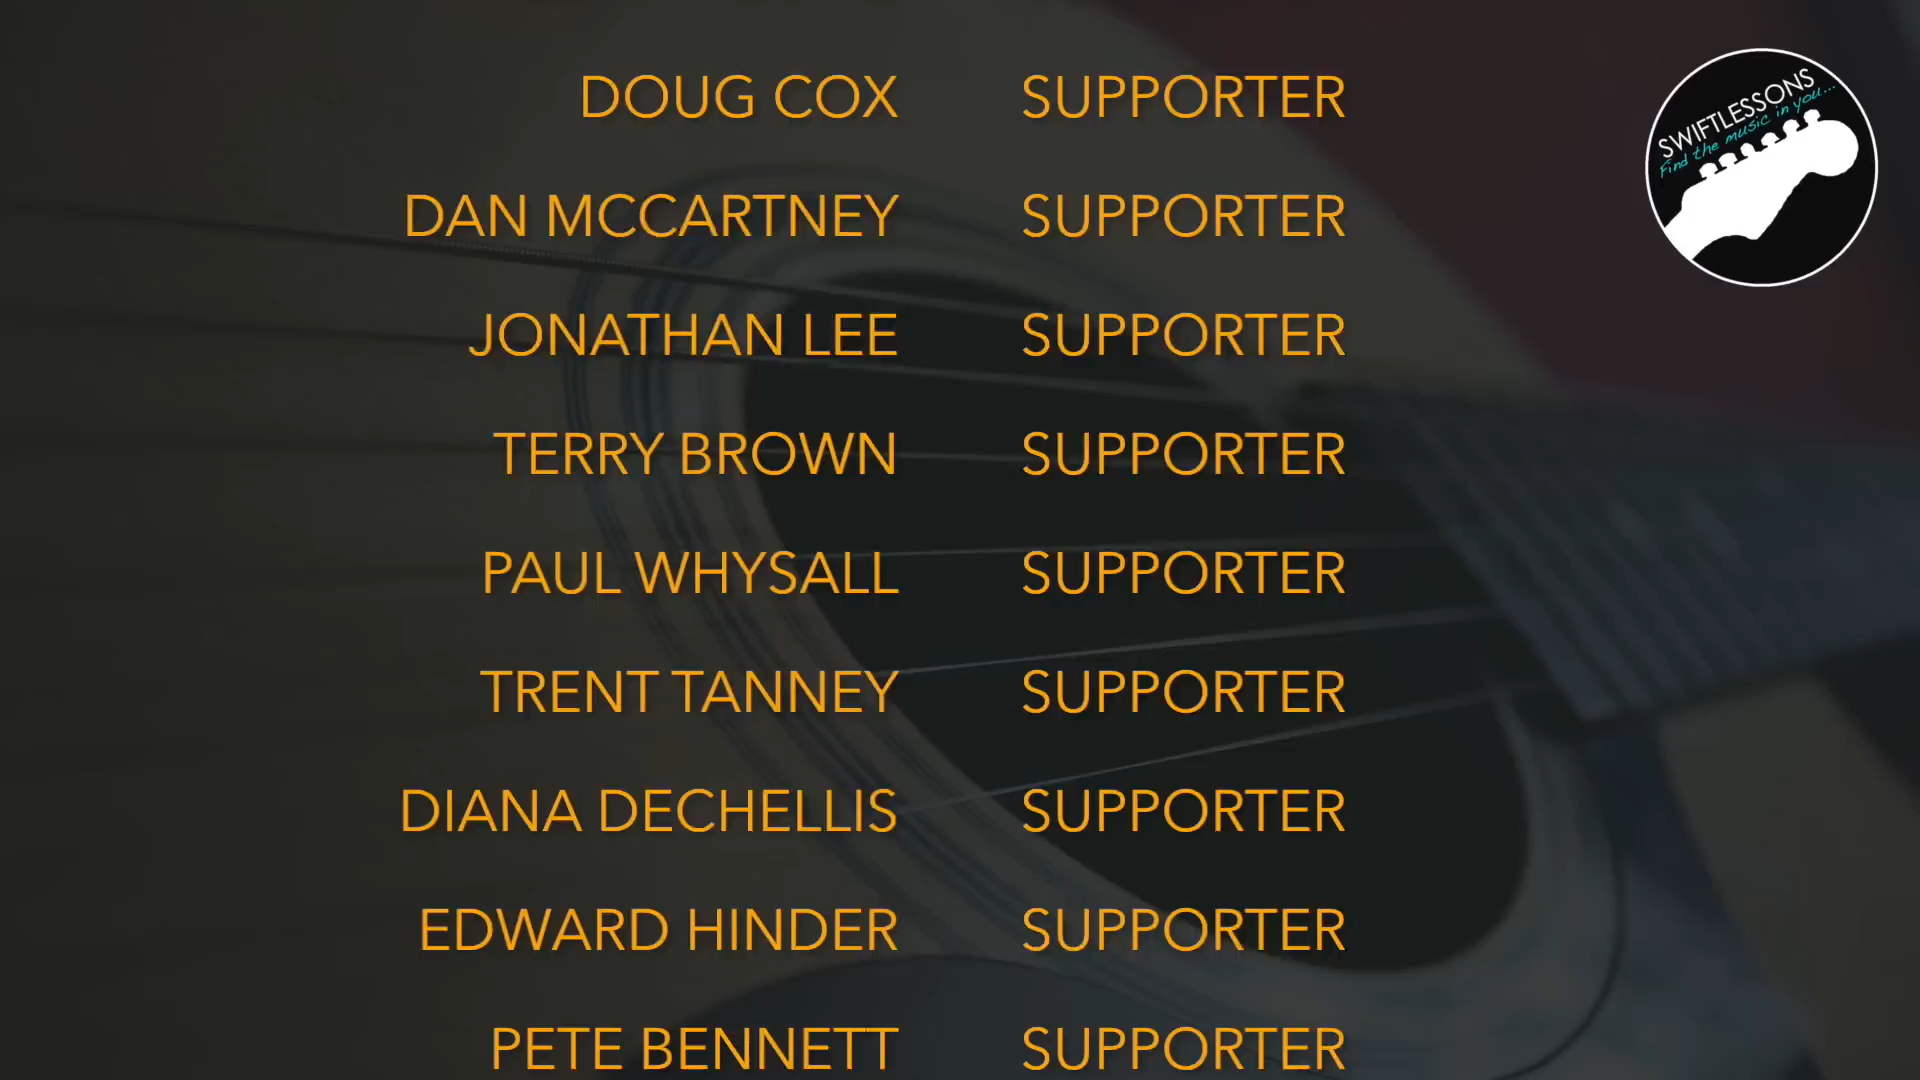 DOUG COX SUPPORTER
DAN MCCARTNEY SUPPORTER
JONATHAN LEE SUPPORTER
TERRY BROWN SUPPORTER
PAUL WHYSALL SUPPORTER
TRENT TANNEY SUPPORTER
DIANA DECHELLIS SUPPORTER
EDWARD HINDER SUPPORTER
PETE BENNETT SUPPORTER
SWIFTLESSONS
Find the music in you...